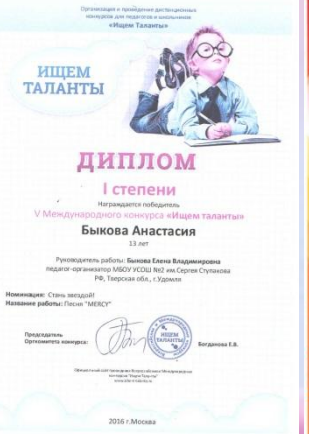 Организация и проведение дистанционных
конкурсов для педагогов и школьников
«Ищем Таланты»
ИЩЕМ
ТАЛАНТЫ
ДИПЛОМ
I степени
Награждается победитель
V Международного конкурса «Ищем таланты»
Быкова Анастасия
13 лет
Руководитель работы: Быкова Елена Владимировна
педагог-организатор МБОУ УСОШ №2 им.Сергея Ступакова
РФ, Тверская обл., г.Удомля
Номинация: Стань звездой!
Название работы: Песня "MERCY"
Председатель
Оргкомитета конкурса:
ИЩЕМ
ТАЛАНТЫ
Богданова Е.В.
2016 г.Москва